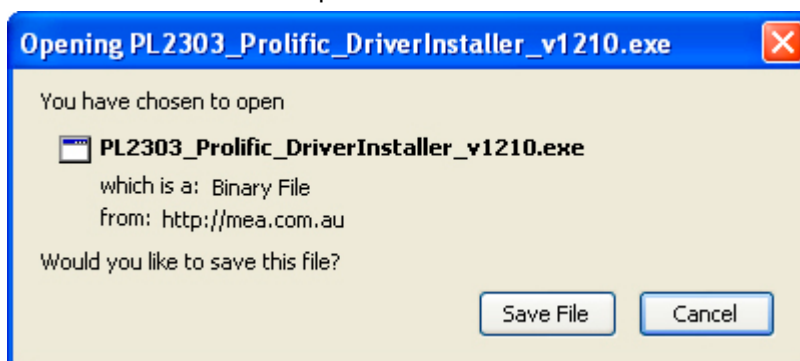 Opening PL2303_Prolific_DriverInstaller_v1210.exe
You have chosen to open
PL2303_Prolific_DriverInstaller_v1210.exe
which is a: Binary File
from: http://mea.com.au
Would you like to save this file?
Save File Cancel